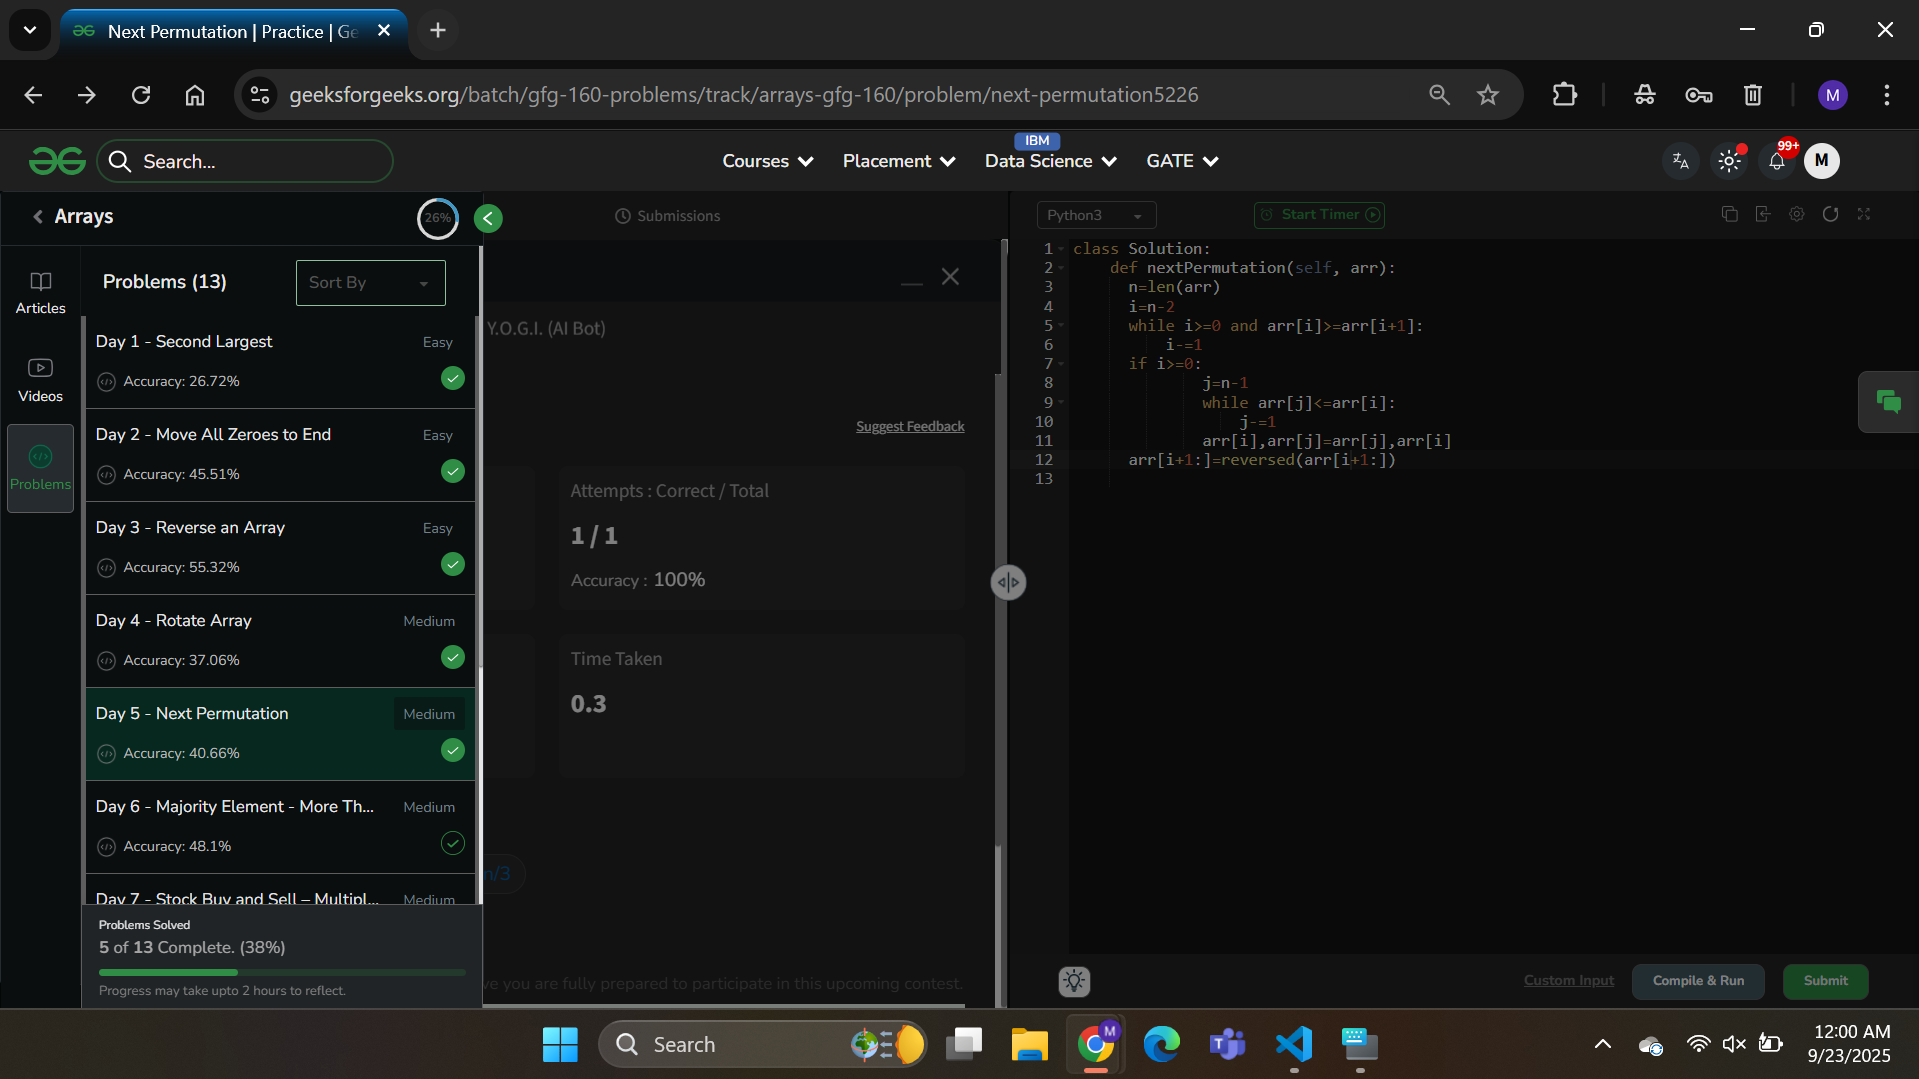 Next Permutation | Practice | Ge
geeksforgeeks.org/batch/gfg-160-problems/track/arrays-gfg-160/problem/next-permutation5226
M
Search...
Courses
Placement
IBM
Data Science
GATE
99+
M
Arrays
26%
Submissions
Python3
Start Timer
Articles
Videos
Problems
Problems (13)
Sort By
Day 1 - Second Largest
Easy
Accuracy: 26.72%
Day 2 - Move All Zeroes to End
Easy
Accuracy: 45.51%
Day 3 - Reverse an Array
Easy
Accuracy: 55.32%
Day 4 - Rotate Array
Medium
Accuracy: 37.06%
Day 5 - Next Permutation
Medium
Accuracy: 40.66%
Day 6 - Majority Element - More Th...
Medium
Accuracy: 48.1%
Day 7 - Stock Buy and Sell – Multipl...
Medium
Problems Solved
5 of 13 Complete. (38%)
Progress may take upto 2 hours to reflect.
Y.O.G.I. (AI Bot)
Suggest Feedback
Attempts : Correct / Total
1 / 1
Accuracy : 100%
Time Taken
0.3
n/3
ve you are fully prepared to participate in this upcoming contest.
1 class Solution:
2 def nextPermutation(self, arr):
3 n=len(arr)
4 i=n-2
5 while i>=0 and arr[i]>=arr[i+1]:
6 i-=1
7 if i>=0:
8 j=n-1
9 while arr[j]<=arr[i]:
10 j-=1
11 arr[i],arr[j]=arr[j],arr[i]
12 arr[i+1:]=reversed(arr[i+1:])
13
Custom Input
Compile & Run
Submit
Search
M
12:00 AM
9/23/2025